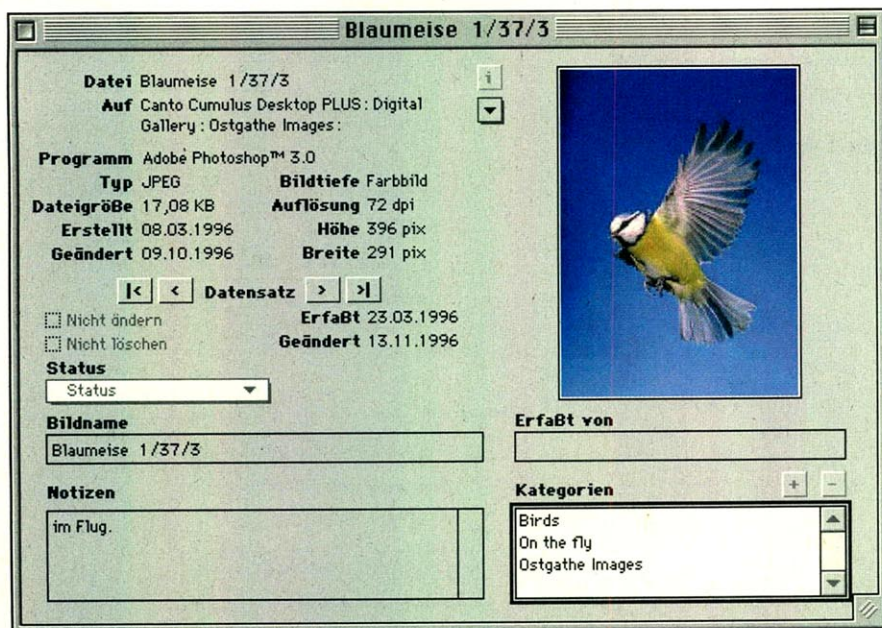 Blaumeise 1/37/3
Datei Blaumeise 1/37/3
Auf Canto Cumulus Desktop PLUS : Digital
Gallery : Ostgathe Images :
Programm Adobe Photoshop™ 3.0
Typ JPEG Bildtiefe Farbbild
Dateigröße 17,08 KB Auflösung 72 dpi
Erstellt 08.03.1996 Höhe 396 pix
Geändert 09.10.1996 Breite 291 pix
|< < Datensatz > >|
Nicht ändern Erfaßt 23.03.1996
Nicht löschen Geändert 13.11.1996
Status
Status
Bildname
Blaumeise 1/37/3
Erfaßt von
Notizen
im Flug.
Kategorien + -
Birds
On the fly
Ostgathe Images
i